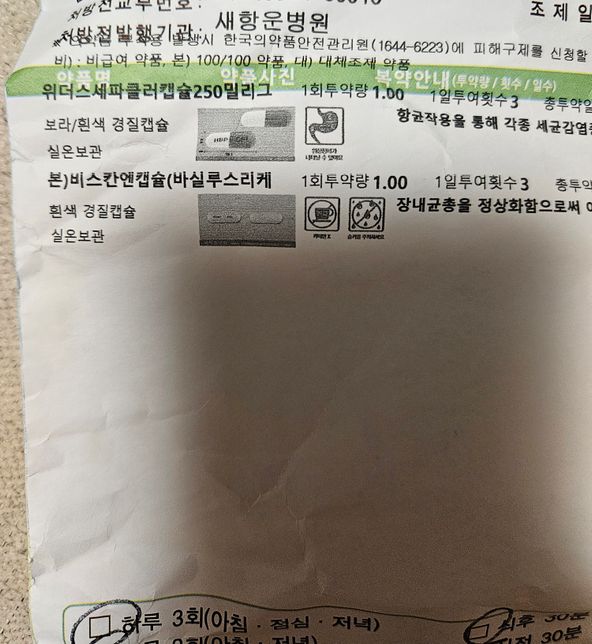 처방전교부번호 :
조 제 일
처방전발행기관 : 새항운병원
발생시 한국의약품안전관리원(1644-6223)에 피해구제를 신청할
비) : 비급여 약품, 본) 100/100 약품, 대) 대체조제 약품
약품명 약품사진 복약안내(투약량 / 횟수 / 일수)
위더스세파클러캡슐250밀리그 1회투약량 1.00 1일투여횟수 3 총투약일
보라/흰색 경질캡슐 항균작용을 통해 각종 세균감염
실온보관
본)비스칸엔캡슐(바실루스리케 1회투약량 1.00 1일투여횟수 3 총투약
흰색 경질캡슐 장내균총을 정상화함으로써
실온보관
하루 3회(아침 · 점심 · 저녁) 식후 30분
30분